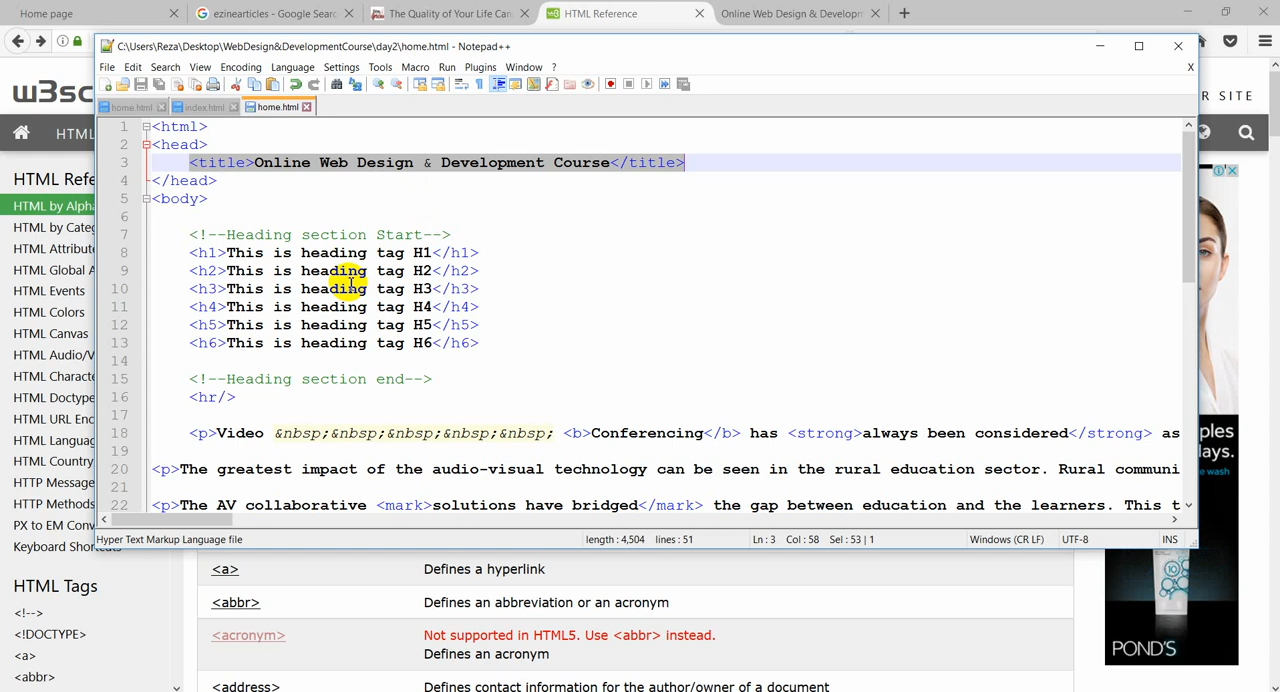 Home page
ezinearticles - Google Searc
The Quality of Your Life Can
HTML Reference
Online Web Design & Developm
C:\Users\Reza\Desktop\WebDesign&DevelopmentCourse\day2\home.html - Notepad++
File Edit Search View Encoding Language Settings Tools Macro Run Plugins Window ? X
home.html index.html home.html
1 <html>
2 <head>
3 <title>Online Web Design & Development Course</title>
4 </head>
5 <body>
6
7 <!--Heading section Start-->
8 <h1>This is heading tag H1</h1>
9 <h2>This is heading tag H2</h2>
10 <h3>This is heading tag H3</h3>
11 <h4>This is heading tag H4</h4>
12 <h5>This is heading tag H5</h5>
13 <h6>This is heading tag H6</h6>
14
15 <!--Heading section end-->
16 <hr/>
17
18 <p>Video &nbsp;&nbsp;&nbsp;&nbsp;&nbsp; <b>Conferencing</b> has <strong>always been considered</strong> as
19
20 <p>The greatest impact of the audio-visual technology can be seen in the rural education sector. Rural communi
21
22 <p>The AV collaborative <mark>solutions have bridged</mark> the gap between education and the learners. This t
Hyper Text Markup Language file length : 4,504 lines : 51 Ln : 3 Col : 58 Sel : 53 | 1 Windows (CR LF) UTF-8 INS
w3sc
R SITE
HTML
HTML Refe
HTML by Alpha
HTML by Categ
HTML Attribut
HTML Global A
HTML Events
HTML Colors
HTML Canvas
HTML Audio/V
HTML Charact
HTML Doctype
HTML URL Enc
HTML Languag
HTML Country
HTTP Message
HTTP Methods
PX to EM Conv
Keyboard Shortcuts
HTML Tags
<!-->
<!DOCTYPE>
<a>
<abbr>
<a> Defines a hyperlink
<abbr> Defines an abbreviation or an acronym
<acronym> Not supported in HTML5. Use <abbr> instead.
Defines an acronym
<address> Defines contact information for the author/owner of a document
ples
ays.
e wash
10
POND'S